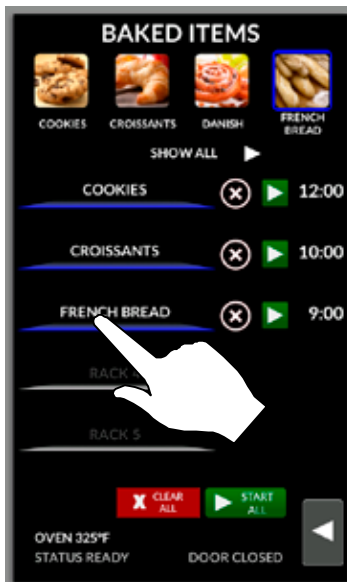 BAKED ITEMS
COOKIES CROISSANTS DANISH FRENCH BREAD
SHOW ALL
COOKIES 12:00
CROISSANTS 10:00
FRENCH BREAD 9:00
RACK 4
RACK 5
X CLEAR ALL START ALL
OVEN 325°F
STATUS READY DOOR CLOSED